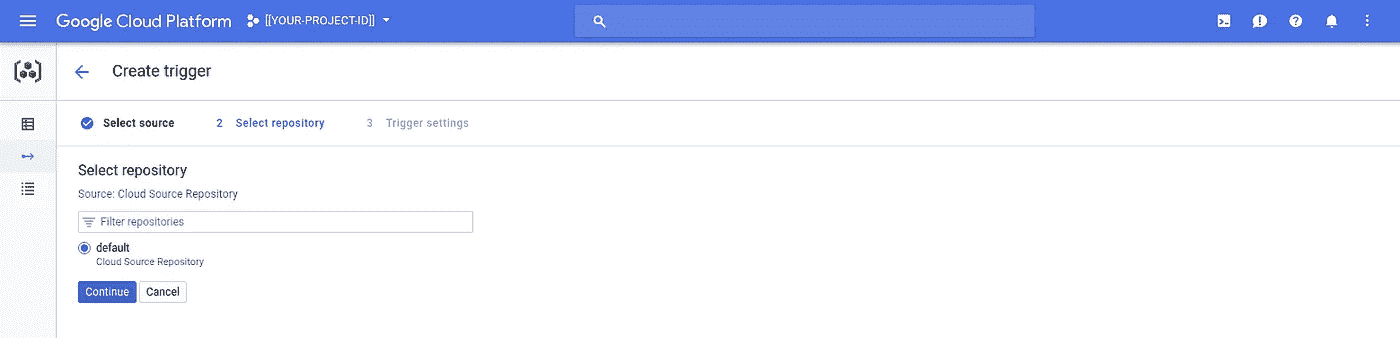 Google Cloud Platform [[YOUR-PROJECT-ID]]
Create trigger
Select source 2 Select repository 3 Trigger settings
Select repository
Source: Cloud Source Repository
Filter repositories
default
Cloud Source Repository
Continue Cancel